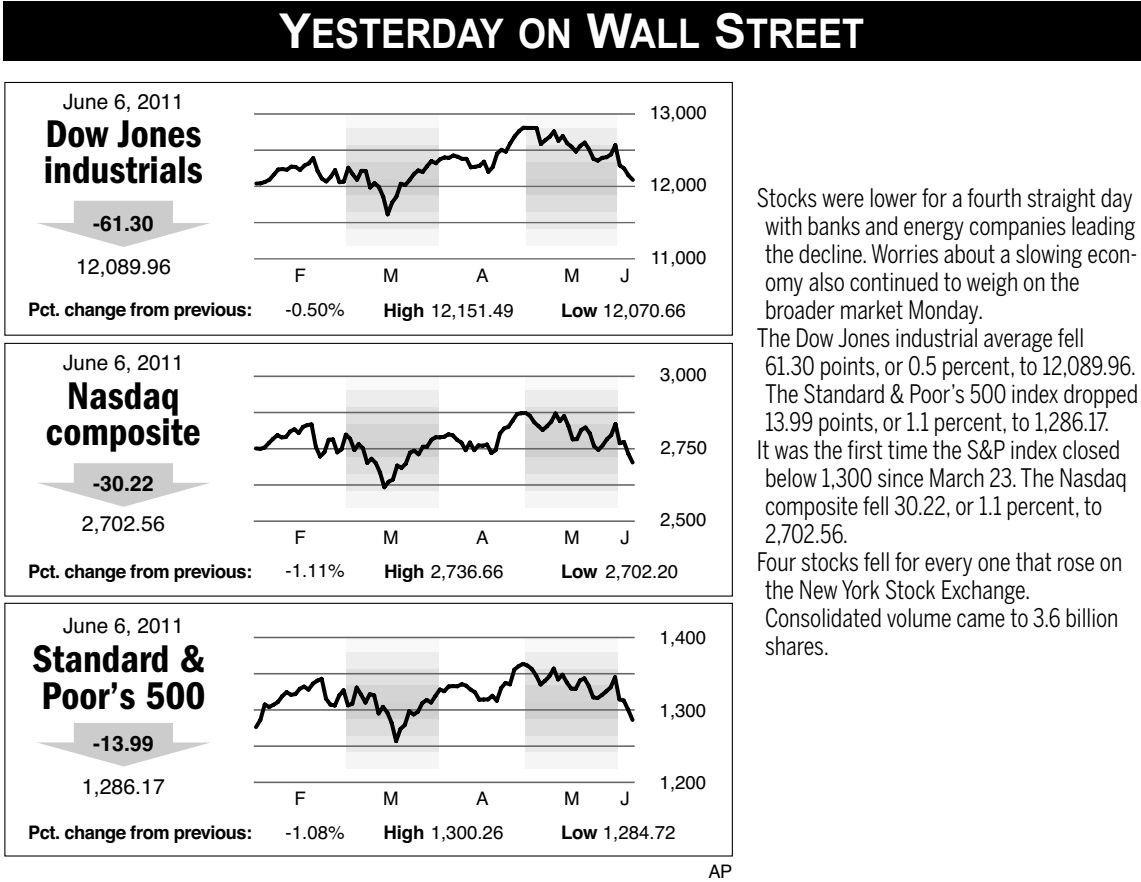 YESTERDAY ON WALL STREET
June 6, 2011
Dow Jones
industrials
-61.30
12,089.96
13,000
12,000
11,000
F M A M J
Pct. change from previous: -0.50% High 12,151.49 Low 12,070.66
June 6, 2011
Nasdaq
composite
-30.22
2,702.56
3,000
2,750
2,500
F M A M J
Pct. change from previous: -1.11% High 2,736.66 Low 2,702.20
June 6, 2011
Standard &
Poor's 500
-13.99
1,286.17
1,400
1,300
1,200
F M A M J
Pct. change from previous: -1.08% High 1,300.26 Low 1,284.72
AP
Stocks were lower for a fourth straight day
with banks and energy companies leading
the decline. Worries about a slowing econ-
omy also continued to weigh on the
broader market Monday.
The Dow Jones industrial average fell
61.30 points, or 0.5 percent, to 12,089.96.
The Standard & Poor's 500 index dropped
13.99 points, or 1.1 percent, to 1,286.17.
It was the first time the S&P index closed
below 1,300 since March 23. The Nasdaq
composite fell 30.22, or 1.1 percent, to
2,702.56.
Four stocks fell for every one that rose on
the New York Stock Exchange.
Consolidated volume came to 3.6 billion
shares.